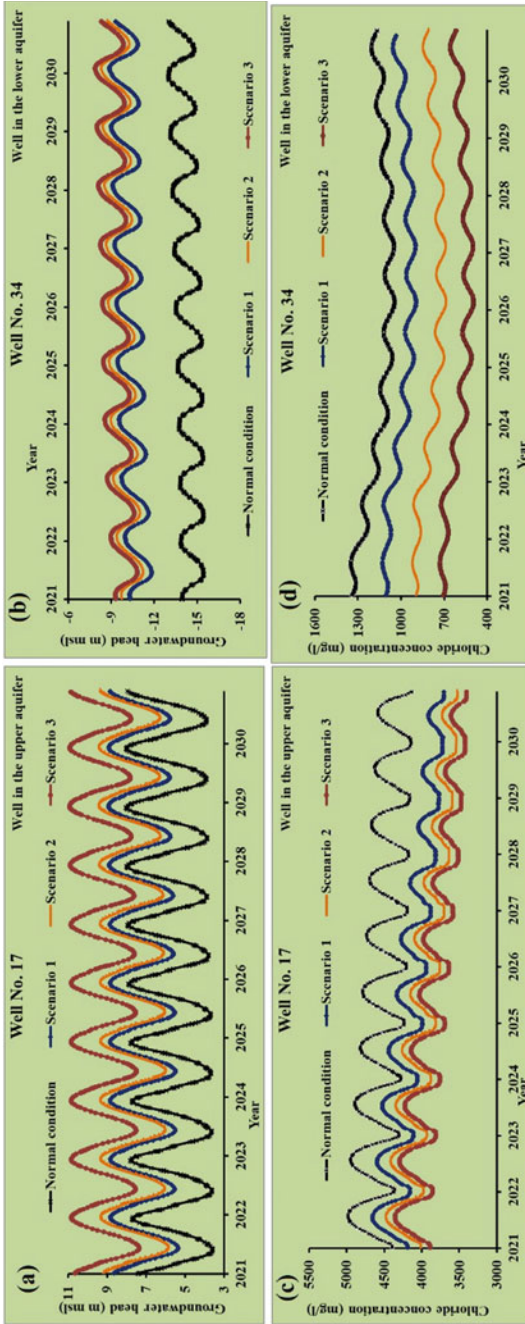 (a)
Well No. 17
Well in the upper aquifer
Normal condition
Scenario 1
Scenario 2
Scenario 3
Groundwater head (m msl)
11
9
7
5
3
2021
2022
2023
2024
2025
2026
2027
2028
2029
2030
Year
(b)
Well No. 34
Well in the lower aquifer
Year
2021
2022
2023
2024
2025
2026
2027
2028
2029
2030
Groundwater head (m msl)
-6
-9
-12
-15
-18
Normal condition
Scenario 1
Scenario 2
Scenario 3
(c)
Well No. 17
Well in the upper aquifer
Normal condition
Scenario 1
Scenario 2
Scenario 3
Chloride concentration (mg/l)
5500
5000
4500
4000
3500
3000
2021
2022
2023
2024
2025
2026
2027
2028
2029
2030
Year
(d)
Well No. 34
Well in the lower aquifer
Normal condition
Scenario 1
Scenario 2
Scenario 3
Chloride concentration (mg/l)
1600
1300
1000
700
400
2021
2022
2023
2024
2025
2026
2027
2028
2029
2030
Year